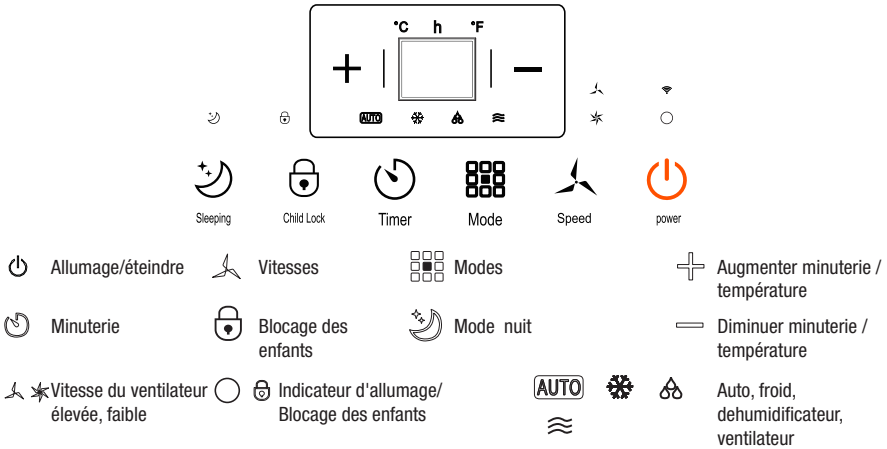 °C h °F
AUTO
Sleeping Child Lock Timer Mode Speed power
Allumage/éteindre Vitesses Modes Augmenter minuterie /
température
Minuterie Blocage des Mode nuit Diminuer minuterie /
enfants température
Vitesse du ventilateur Indicateur d'allumage/ AUTO Auto, froid,
élevée, faible Blocage des enfants dehumidificateur,
ventilateur